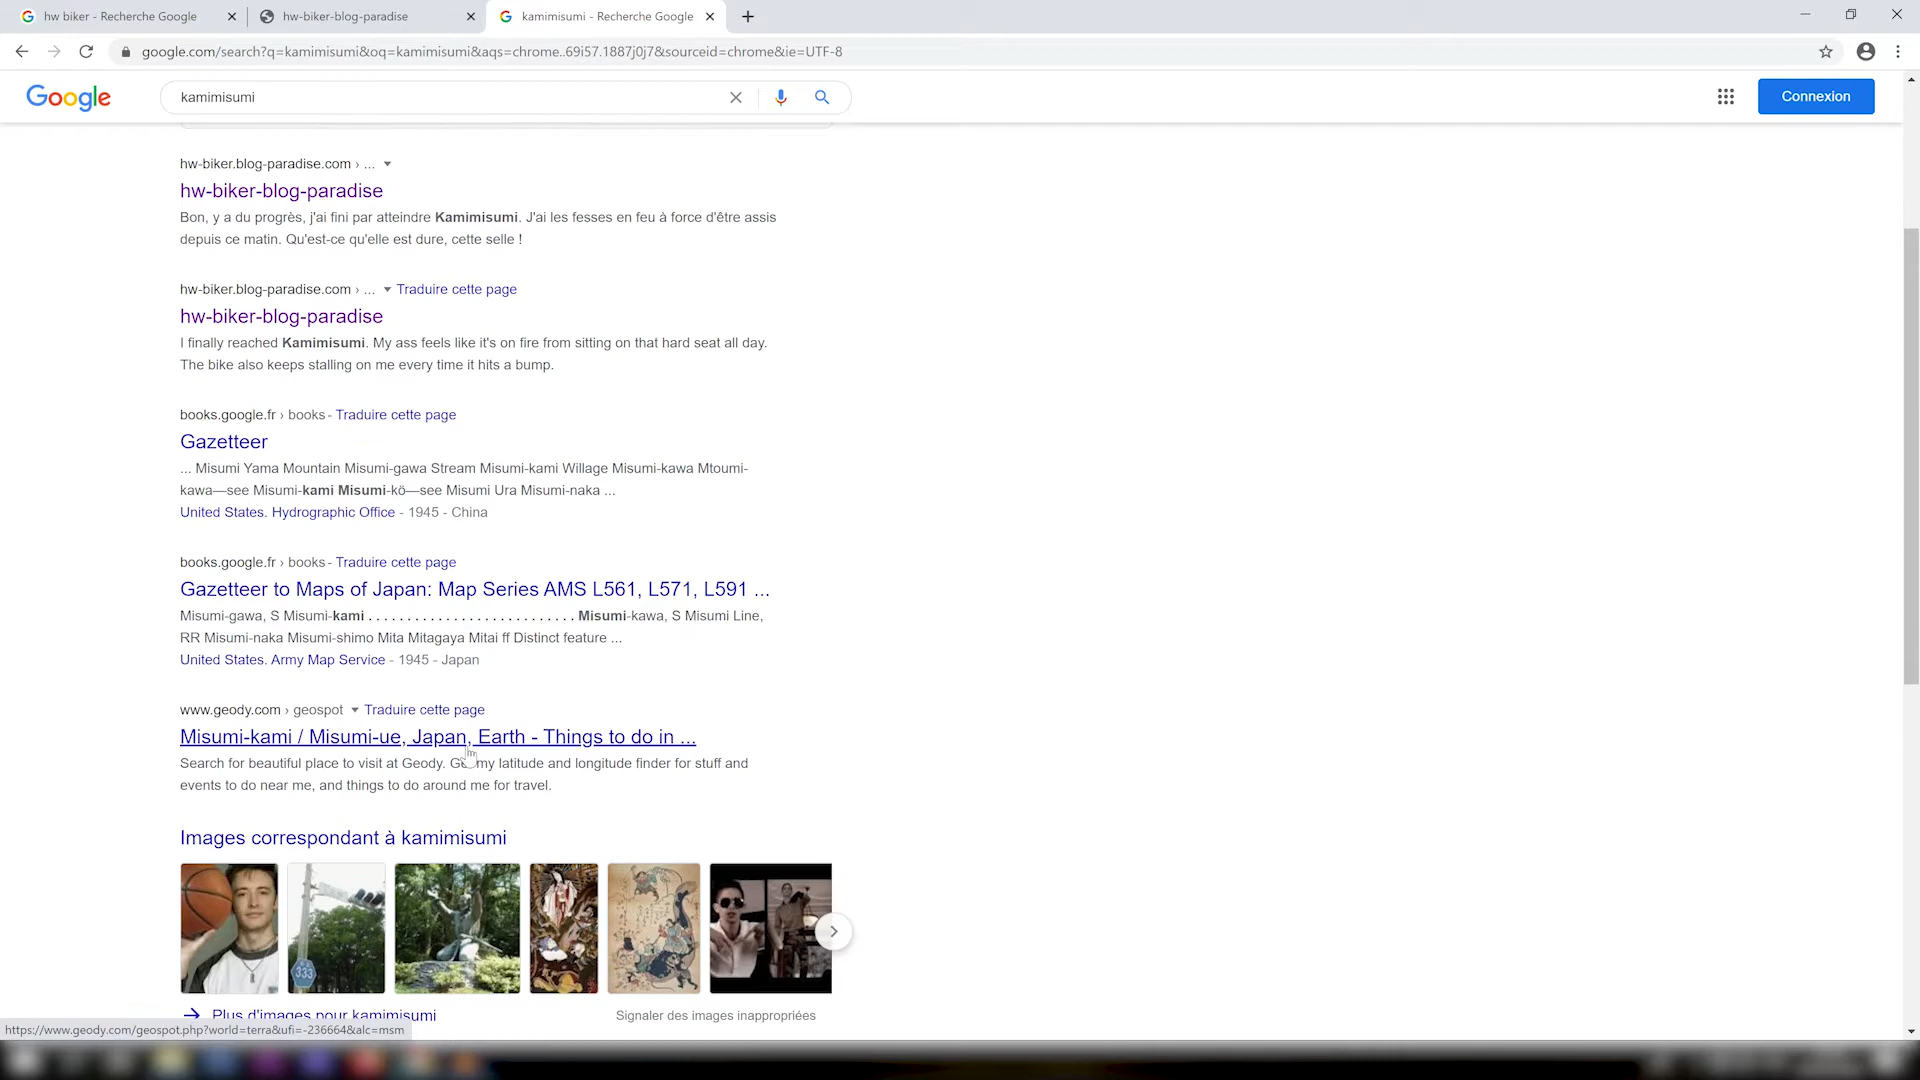 hw biker - Recherche Google
hw-biker-blog-paradise
kamimisumi - Recherche Google
google.com/search?q=kamimisumi&oq=kamimisumi&aqs=chrome..69i57.1887j0j7&sourceid=chrome&ie=UTF-8
Google
kamimisumi
Connexion
hw-biker.blog-paradise.com › ...
hw-biker-blog-paradise
Bon, y a du progrès, j'ai fini par atteindre Kamimisumi. J'ai les fesses en feu à force d'être assis
depuis ce matin. Qu'est-ce qu'elle est dure, cette selle !
hw-biker.blog-paradise.com › ... Traduire cette page
hw-biker-blog-paradise
I finally reached Kamimisumi. My ass feels like it's on fire from sitting on that hard seat all day.
The bike also keeps stalling on me every time it hits a bump.
books.google.fr › books - Traduire cette page
Gazetteer
... Misumi Yama Mountain Misumi-gawa Stream Misumi-kami Willage Misumi-kawa Mtoumi-
kawa—see Misumi-kami Misumi-kö—see Misumi Ura Misumi-naka ...
United States. Hydrographic Office - 1945 - China
books.google.fr › books - Traduire cette page
Gazetteer to Maps of Japan: Map Series AMS L561, L571, L591 ...
Misumi-gawa, S Misumi-kami . . . . . . . . . . . . . . . . . . . . . . . . . . . Misumi-kawa, S Misumi Line,
RR Misumi-naka Misumi-shimo Mita Mitagaya Mitai ff Distinct feature ...
United States. Army Map Service - 1945 - Japan
www.geody.com › geospot Traduire cette page
Misumi-kami / Misumi-ue, Japan, Earth - Things to do in ...
Search for beautiful place to visit at Geody. my latitude and longitude finder for stuff and
events to do near me, and things to do around me for travel.
Images correspondant à kamimisumi
333
Plus d'images pour kamimisumi
Signaler des images inappropriées
https://www.geody.com/geospot.php?world=terra&ufi=-236664&alc=msm